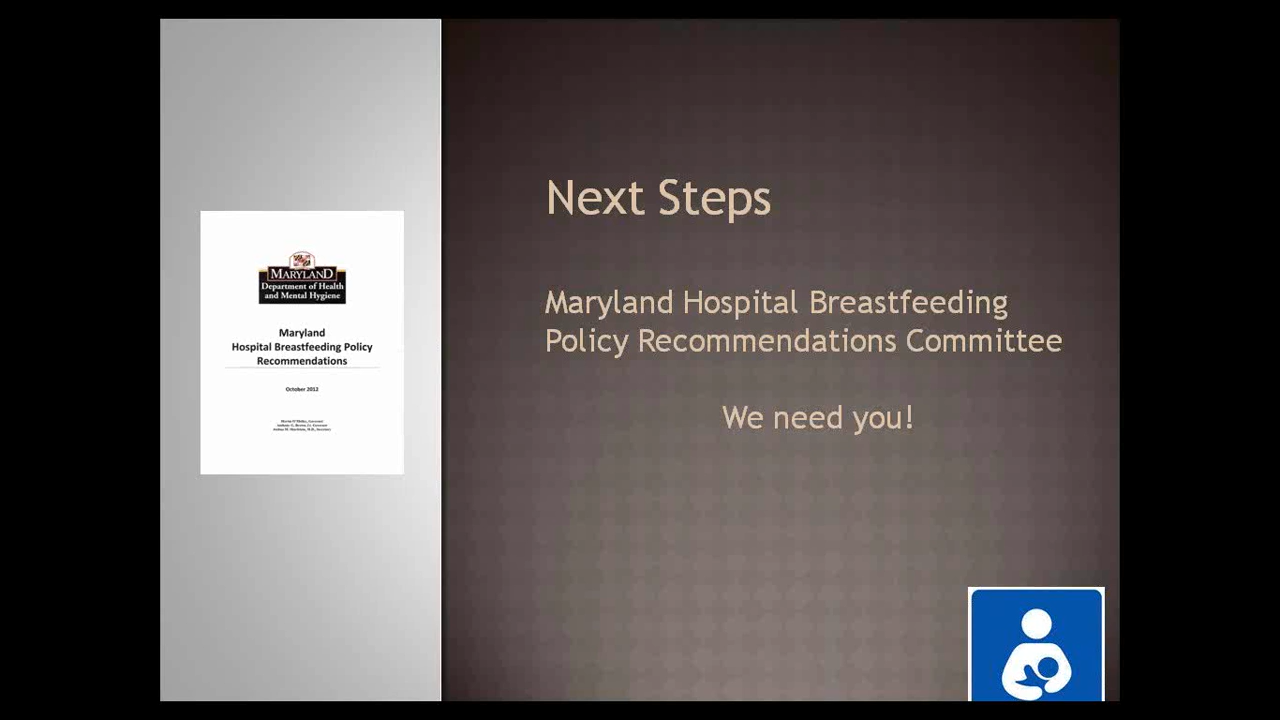 MARYLAND
Department of Health
and Mental Hygiene
Maryland
Hospital Breastfeeding Policy
Recommendations
October 2012
Next Steps
Maryland Hospital Breastfeeding
Policy Recommendations Committee
We need you!